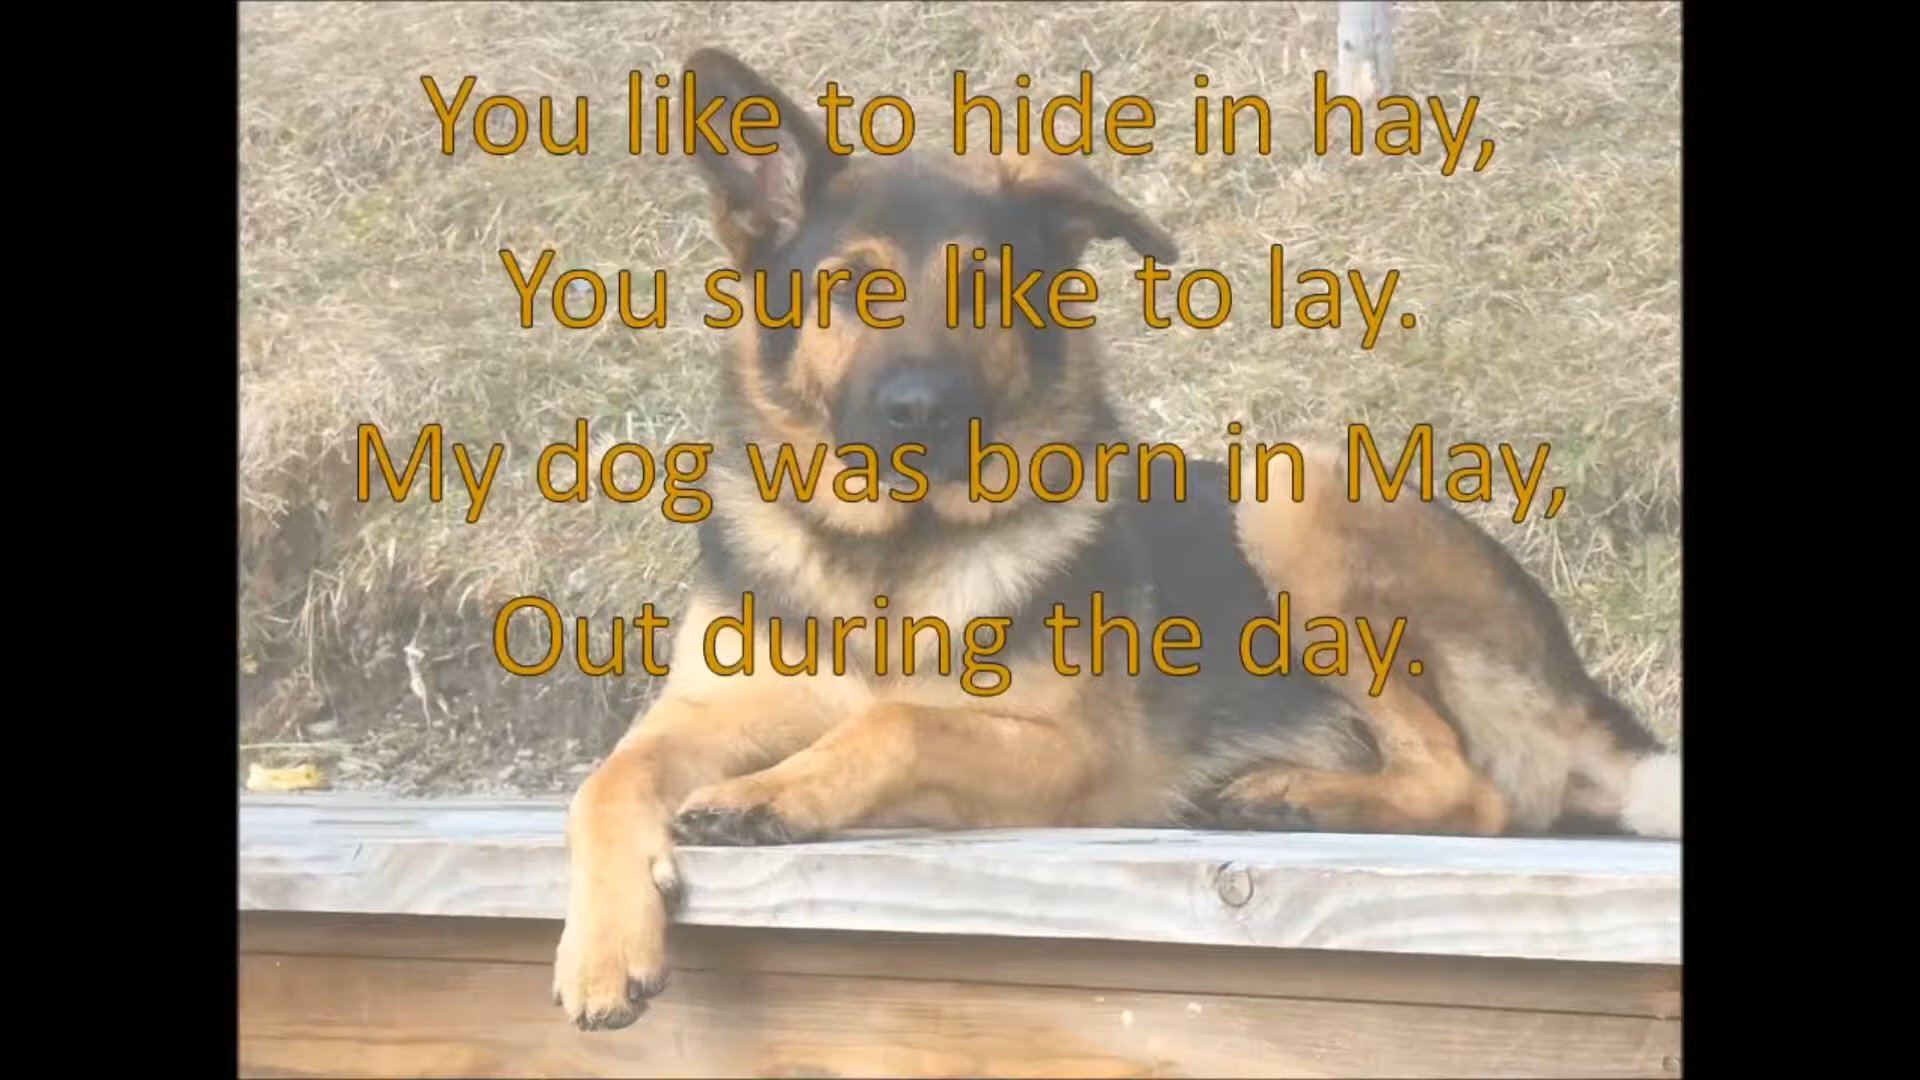 You like to hide in hay,
You sure like to lay.
My dog was born in May,
Out during the day.